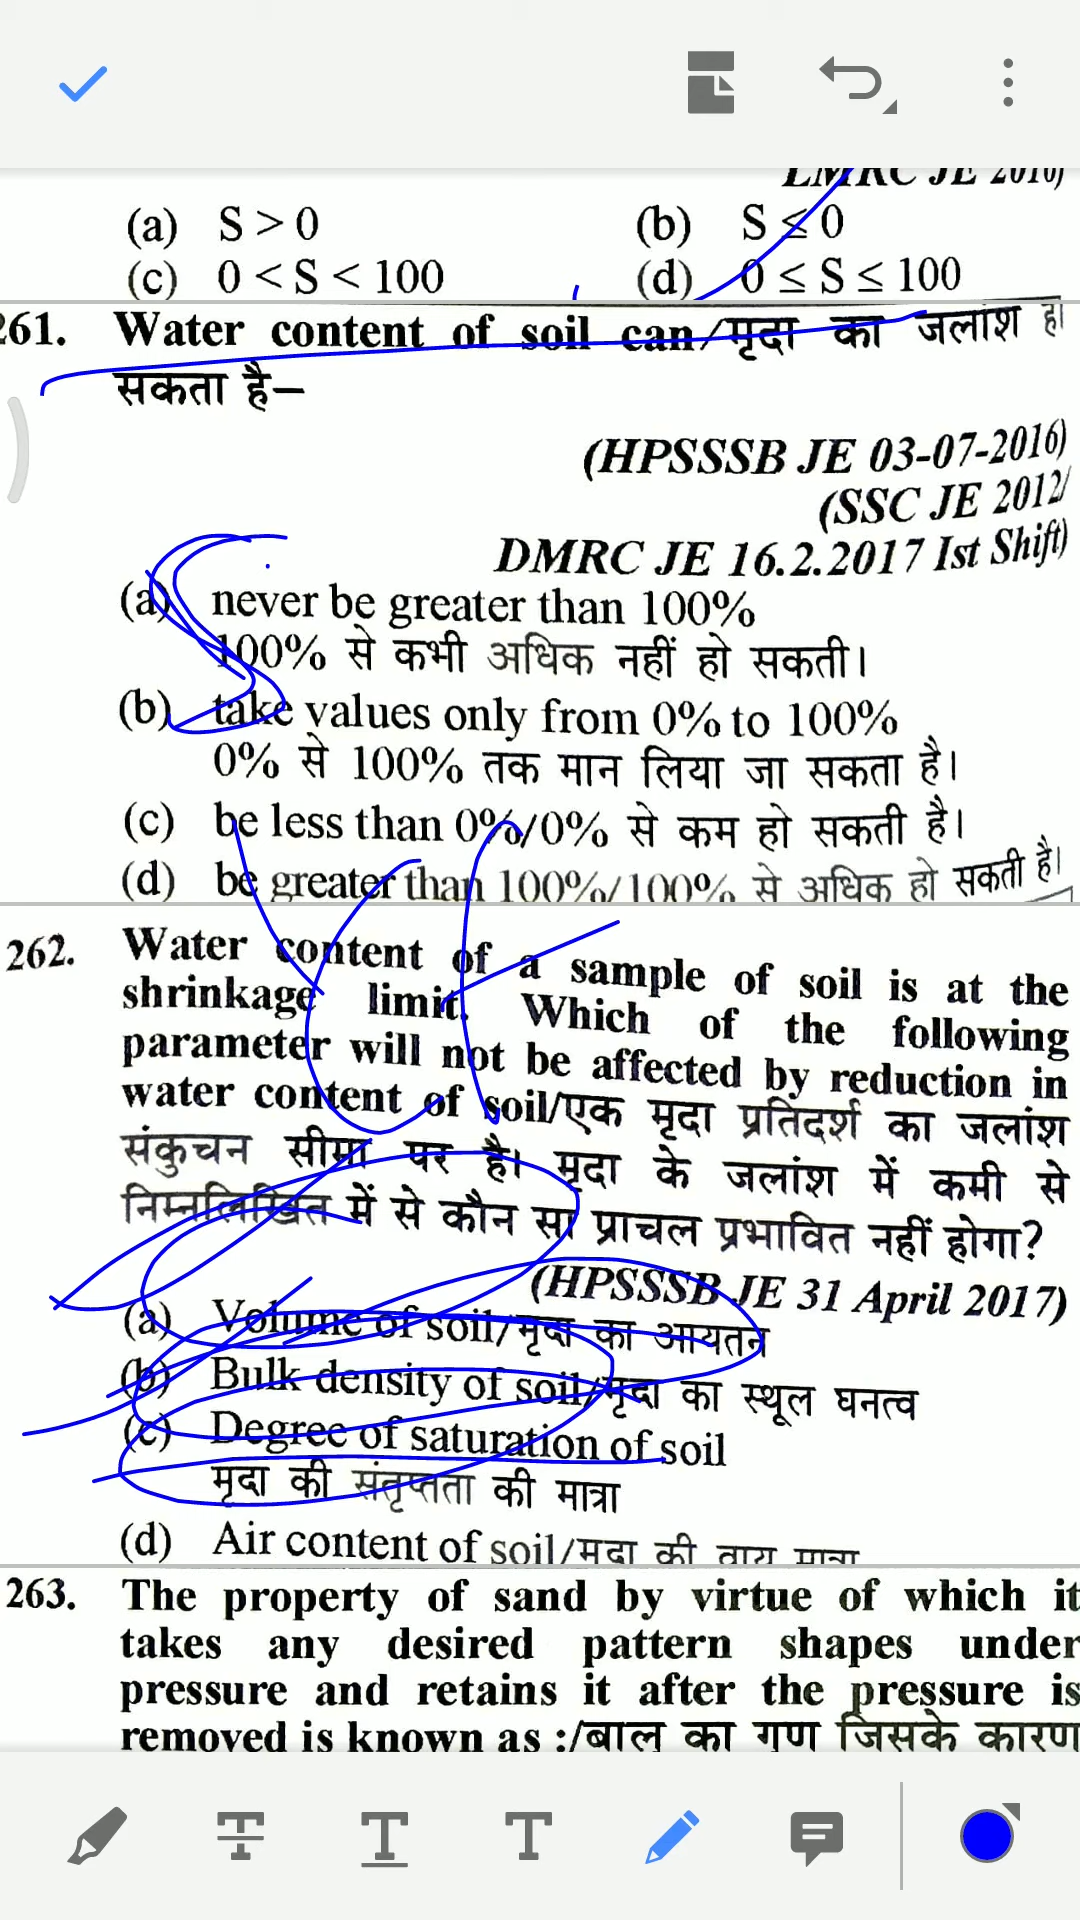 LMRC JE 2016)
(a) S > 0 (b) S ≤ 0
(c) 0 < S < 100 (d) 0 ≤ S ≤ 100
261. Water content of soil can/मृदा का जलांश हो
सकता है–
(HPSSSB JE 03-07-2016)
(SSC JE 2012/
DMRC JE 16.2.2017 Ist Shift)
(a) never be greater than 100%
100% से कभी अधिक नहीं हो सकती।
(b) take values only from 0% to 100%
0% से 100% तक मान लिया जा सकता है।
(c) be less than 0%/0% से कम हो सकती है।
(d) be greater than 100%/100% से अधिक हो सकती है।
262. Water content of a sample of soil is at the
shrinkage limit. Which of the following
parameter will not be affected by reduction in
water content of soil/एक मृदा प्रतिदर्श का जलांश
संकुचन सीमा पर है। मृदा के जलांश में कमी से
निम्नलिखित में से कौन सा प्राचल प्रभावित नहीं होगा?
(HPSSSB JE 31 April 2017)
(a) Volume of soil/मृदा का आयतन
(b) Bulk density of soil/मृदा का स्थूल घनत्व
(c) Degree of saturation of soil
मृदा की संतृप्तता की मात्रा
(d) Air content of soil/मृदा की वायु मात्रा
263. The property of sand by virtue of which it
takes any desired pattern shapes under
pressure and retains it after the pressure is
removed is known as :/बालू का गुण जिसके कारण